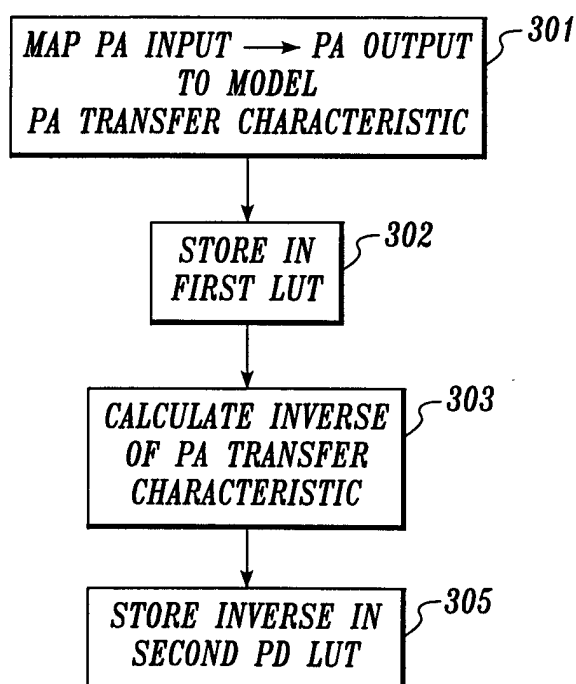 MAP PA INPUT → PA OUTPUT
TO MODEL
PA TRANSFER CHARACTERISTIC
301
STORE IN
FIRST LUT
302
CALCULATE INVERSE
OF PA TRANSFER
CHARACTERISTIC
303
STORE INVERSE IN
SECOND PD LUT
305